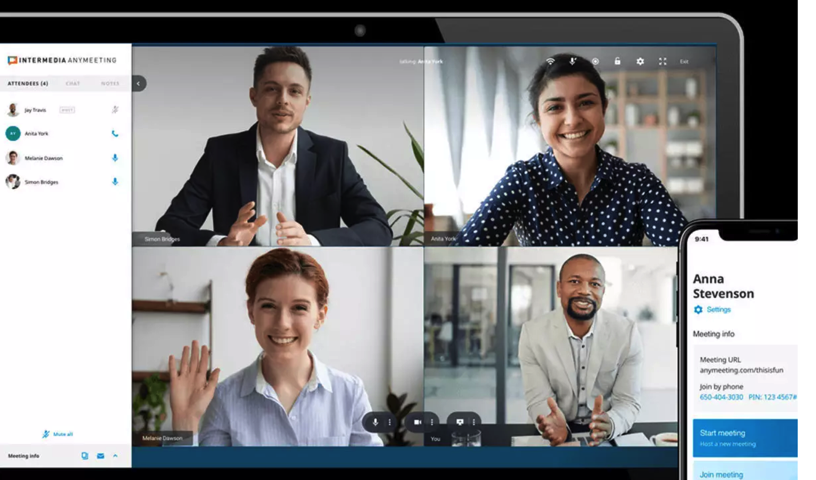 INTERMEDIA ANYMEETING
ATTENDEES (4) CHAT NOTES
Jay Travis
Anita York
Melanie Dawson
Simon Bridges
Mute all
Meeting info
talking: Anita York
Exit
Simon Bridges
Anita York
Melanie Dawson
You
9:41
Anna
Stevenson
Settings
Meeting info
Meeting URL
anymeeting.com/thisisfun
Join by phone
650-404-3030 PIN: 123 4567#
Start meeting
Host a new meeting
Join meeting